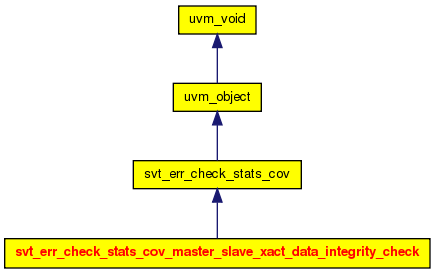 uvm_void
uvm_object
svt_err_check_stats_cov
svt_err_check_stats_cov_master_slave_xact_data_integrity_check